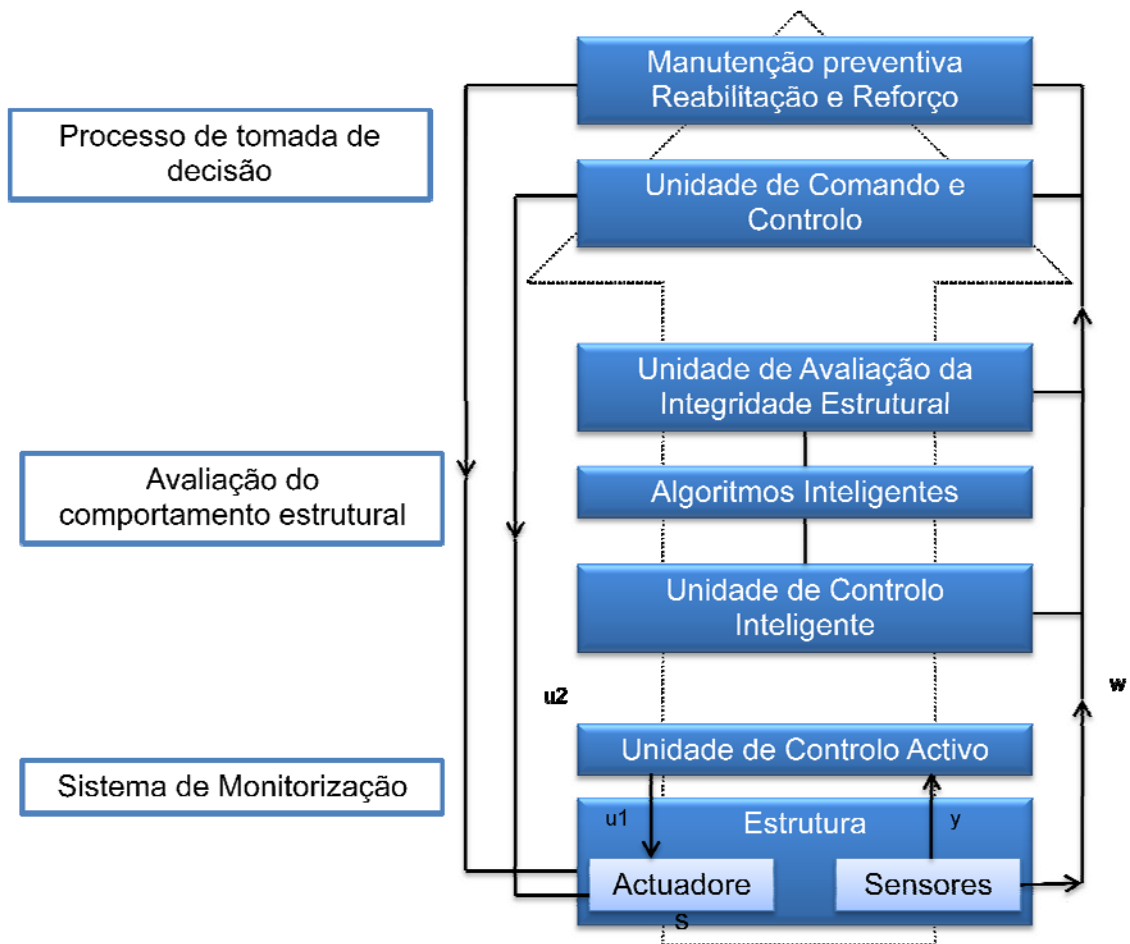 Manutenção preventiva
Reabilitação e Reforço
Processo de tomada de
decisão
Unidade de Comando e
Controlo
Unidade de Avaliação da
Integridade Estrutural
Avaliação do
comportamento estrutural
Algoritmos Inteligentes
Unidade de Controlo
Inteligente
u2
w
Unidade de Controlo Activo
Sistema de Monitorização
u1
Estrutura
y
Actuadore
s
Sensores